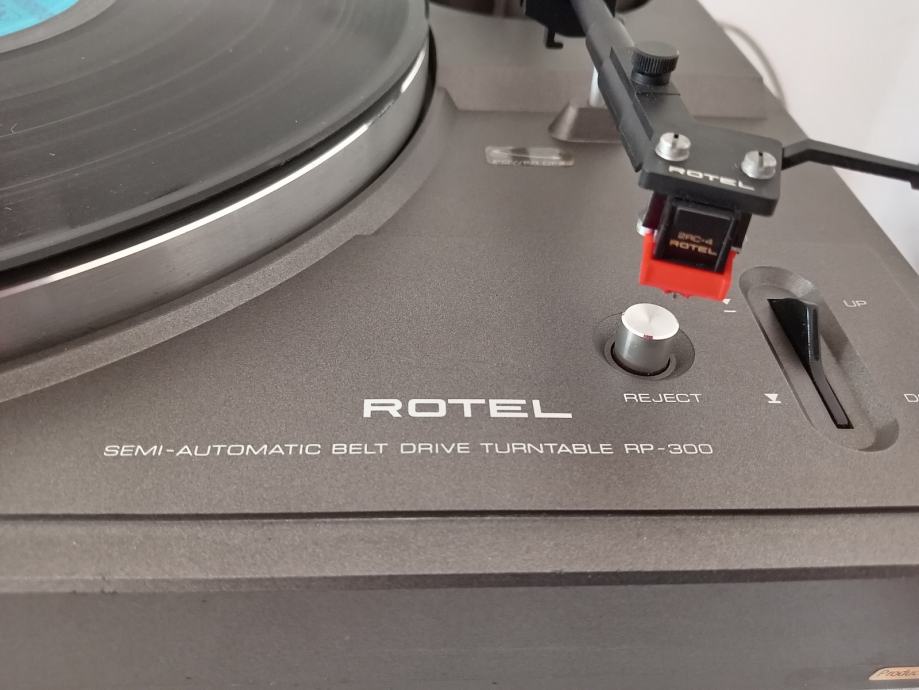 ROTEL
2RC-4
ROTEL
UP
REJECT
ROTEL
SEMI-AUTOMATIC BELT DRIVE TURNTABLE RP-300